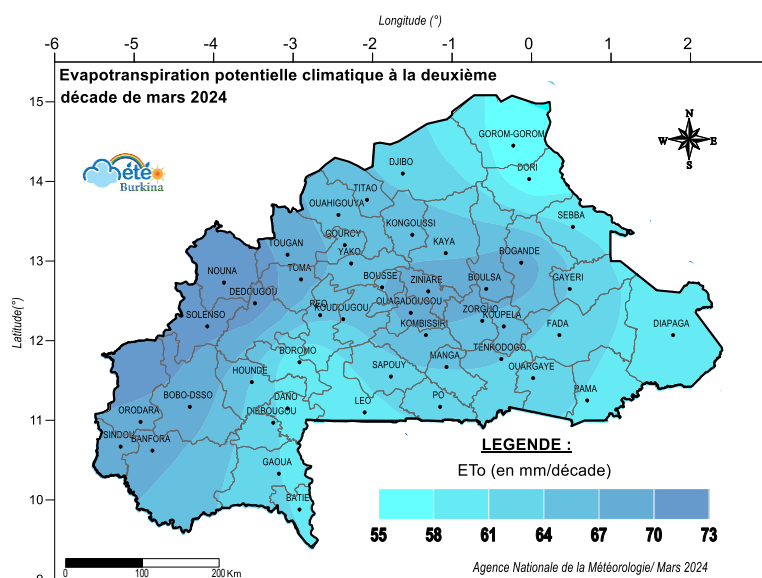 Longitude (°)
-6 -5 -4 -3 -2 -1 0 1 2
Evapotranspiration potentielle climatique à la deuxième
décade de mars 2024
15
N
GOROM-GOROM
W E
S
DJIBO
météo
Burkina
DORI
14
TITAO
OUAHIGOUYA
SEBBA
KONGOUSSI
GOURCY
TOUGAN
KAYA
YAKO
BOGANDE
13
NOUNA
TOMA
BOUSSE
ZINIARE
BOULSA
GAYERI
DEDOUGOU
REO
KOUDOUGOU
OUAGADOUGOU
ZORGHO
SOLENSO
KOUPELA
KOMBISSIRI
FADA
DIAPAGA
Latitude(°)
12
BOROMO
TENKODOGO
MANGA
HOUNDE
SAPOUY
OUARGAYE
BOBO-DSSO
DANO
PAMA
LEO
PO
ORODARA
DIEBOUGOU
11
SINDOU
BANFORA
LEGENDE :
GAOUA
ETo (en mm/décade)
10
BATIE
55 58 61 64 67 70 73
0 100 200 Km
Agence Nationale de la Météorologie/ Mars 2024